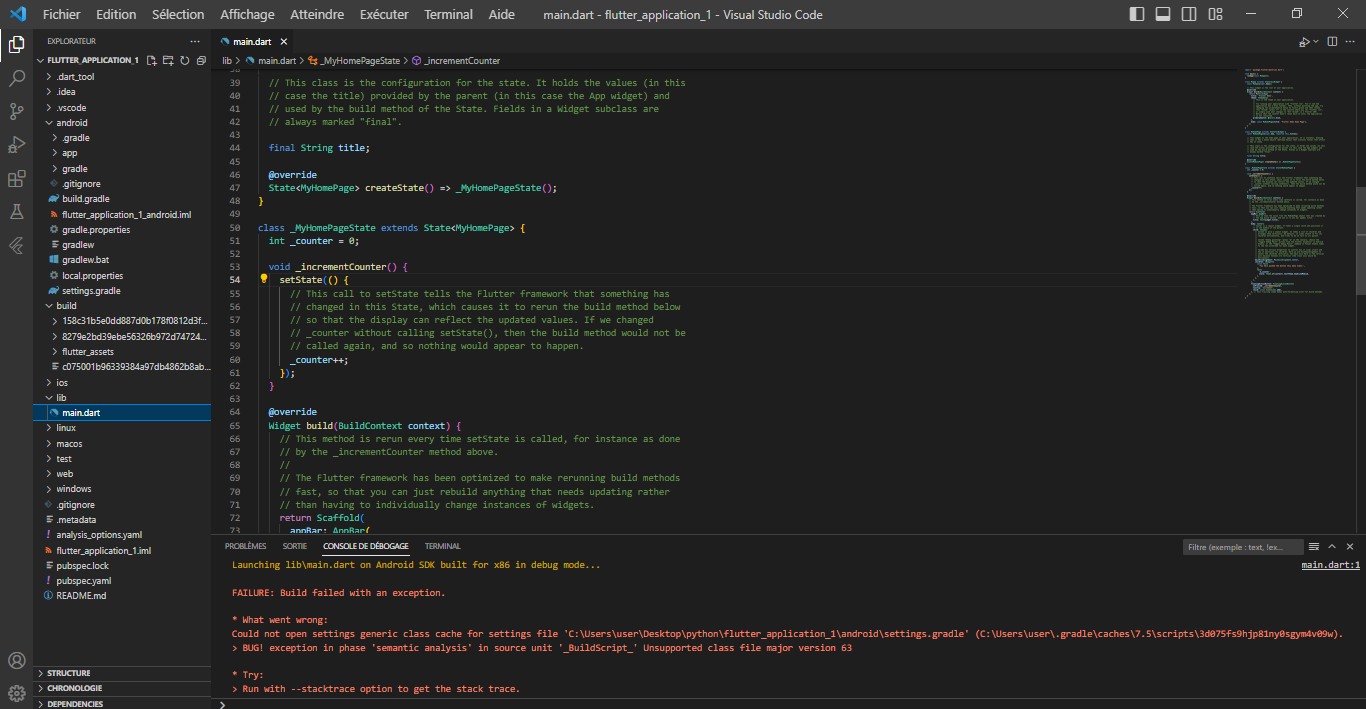 Fichier Edition Sélection Affichage Atteindre Exécuter Terminal Aide main.dart - flutter_application_1 - Visual Studio Code
EXPLORATEUR
FLUTTER_APPLICATION_1
.dart_tool
.idea
.vscode
android
.gradle
app
gradle
.gitignore
build.gradle
flutter_application_1_android.iml
gradle.properties
gradlew
gradlew.bat
local.properties
settings.gradle
build
158c31b5e0dd887d0b178f0812d3f...
8279e2bd39ebe56326b972d74724...
flutter_assets
c075001b96339384a97db4862b8ab...
ios
lib
main.dart
linux
macos
test
web
windows
.gitignore
.metadata
analysis_options.yaml
flutter_application_1.iml
pubspec.lock
pubspec.yaml
README.md
STRUCTURE
CHRONOLOGIE
DEPENDENCIES
main.dart
lib > main.dart > _MyHomePageState > _incrementCounter
38
39 // This class is the configuration for the state. It holds the values (in this
40 // case the title) provided by the parent (in this case the App widget) and
41 // used by the build method of the State. Fields in a Widget subclass are
42 // always marked "final".
43
44 final String title;
45
46 @override
47 State<MyHomePage> createState() => _MyHomePageState();
48 }
49
50 class _MyHomePageState extends State<MyHomePage> {
51 int _counter = 0;
52
53 void _incrementCounter() {
54 setState(() {
55 // This call to setState tells the Flutter framework that something has
56 // changed in this State, which causes it to rerun the build method below
57 // so that the display can reflect the updated values. If we changed
58 // _counter without calling setState(), then the build method would not be
59 // called again, and so nothing would appear to happen.
60 _counter++;
61 });
62 }
63
64 @override
65 Widget build(BuildContext context) {
66 // This method is rerun every time setState is called, for instance as done
67 // by the _incrementCounter method above.
68 //
69 // The Flutter framework has been optimized to make rerunning build methods
70 // fast, so that you can just rebuild anything that needs updating rather
71 // than having to individually change instances of widgets.
72 return Scaffold(
73 appBar: AppBar(
PROBLÈMES SORTIE CONSOLE DE DÉBOGAGE TERMINAL Filtre (exemple : text, !ex...
Launching lib\main.dart on Android SDK built for x86 in debug mode... main.dart:1
FAILURE: Build failed with an exception.
* What went wrong:
Could not open settings generic class cache for settings file 'C:\Users\user\Desktop\python\flutter_application_1\android\settings.gradle' (C:\Users\user\.gradle\caches\7.5\scripts\3d075fs9hjp81ny0sgym4v09w).
> BUG! exception in phase 'semantic analysis' in source unit '_BuildScript_' Unsupported class file major version 63
* Try:
> Run with --stacktrace option to get the stack trace.